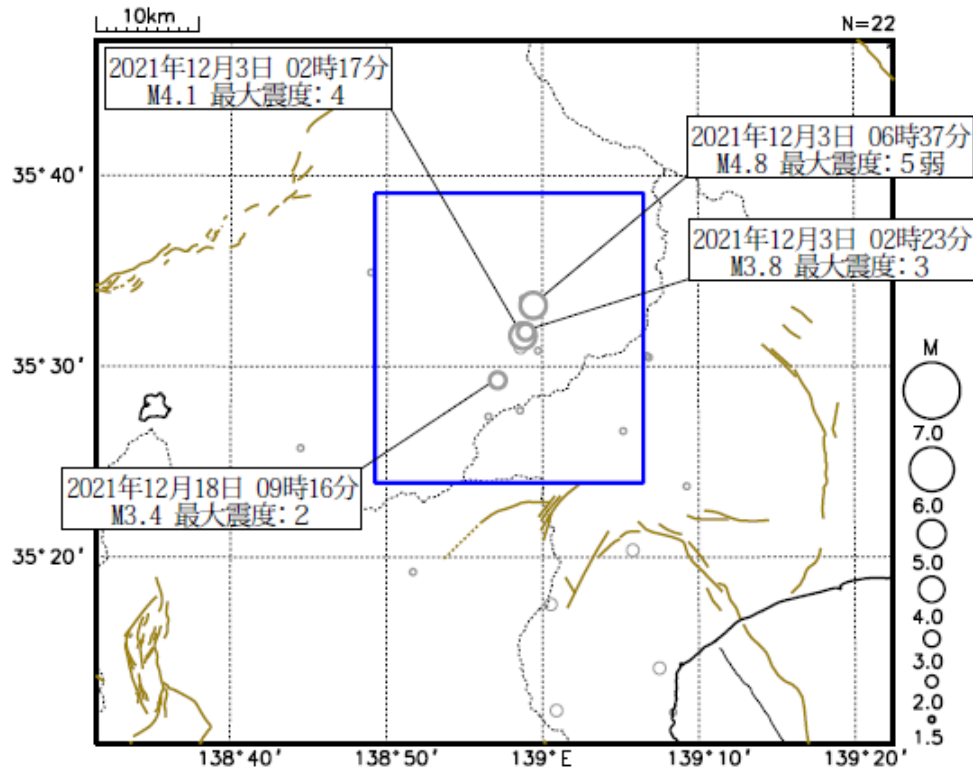 10km
N=22
2021年12月3日 02時17分
M4.1 最大震度:4
2021年12月3日 06時37分
M4.8 最大震度:5弱
35°40'
2021年12月3日 02時23分
M3.8 最大震度:3
35°30'
2021年12月18日 09時16分
M3.4 最大震度:2
35°20'
M
7.0
6.0
5.0
4.0
3.0
2.0
1.5
138°40' 138°50' 139°E 139°10' 139°20'